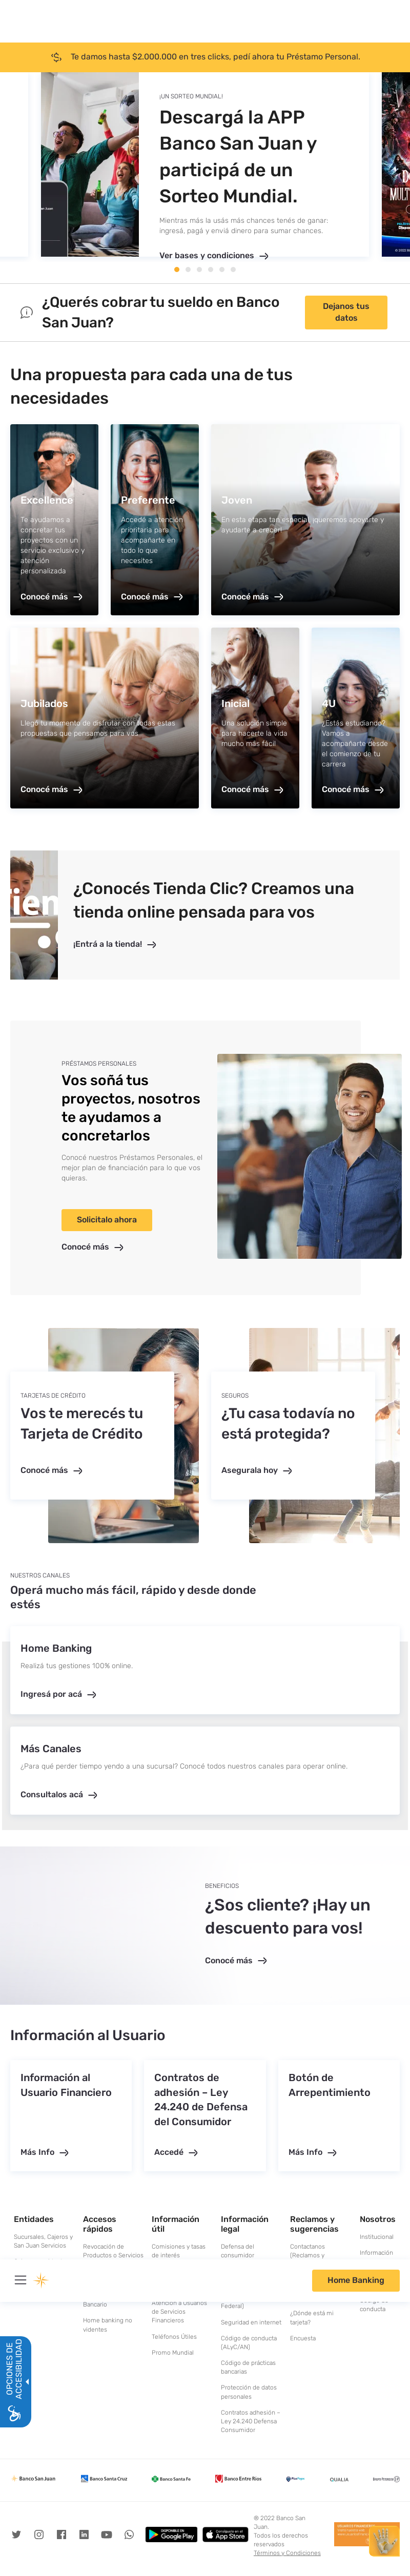 Te damos hasta $2.000.000 en tres clicks, pedí ahora tu Préstamo Personal.
¡UN SORTEO MUNDIAL!
Descargá la APP
Banco San Juan y
participá de un
Sorteo Mundial.
Mientras más la usás más chances tenés de ganar:
ingresá, pagá y enviá dinero para sumar chances.
Ver bases y condiciones
¿Querés cobrar tu sueldo en Banco
San Juan?
Dejanos tus
datos
Una propuesta para cada una de tus
necesidades
Excellence
Te ayudamos a
concretar tus
proyectos con un
servicio exclusivo y
atención
personalizada
Conocé más
Preferente
Accedé a atención
prioritaria para
acompañarte en
todo lo que
necesites
Conocé más
Joven
En esta etapa tan especial, queremos apoyarte y
ayudarte a crecer.
Conocé más
Jubilados
Llegó tu momento de disfrutar con todas estas
propuestas que pensamos para vos
Conocé más
Inicial
Una solución simple
para hacerte la vida
mucho más fácil
Conocé más
4U
¿Estás estudiando?
Vamos a
acompañarte desde
el comienzo de tu
carrera
Conocé más
¿Conocés Tienda Clic? Creamos una
tienda online pensada para vos
¡Entrá a la tienda!
PRÉSTAMOS PERSONALES
Vos soñá tus
proyectos, nosotros
te ayudamos a
concretarlos
Conocé nuestros Préstamos Personales, el
mejor plan de financiación para lo que vos
quieras.
Solicitalo ahora
Conocé más
TARJETAS DE CRÉDITO
Vos te merecés tu
Tarjeta de Crédito
Conocé más
SEGUROS
¿Tu casa todavía no
está protegida?
Asegurala hoy
NUESTROS CANALES
Operá mucho más fácil, rápido y desde donde
estés
Home Banking
Realizá tus gestiones 100% online.
Ingresá por acá
Más Canales
¿Para qué perder tiempo yendo a una sucursal? Conocé todos nuestros canales para operar online.
Consultalos acá
BENEFICIOS
¿Sos cliente? ¡Hay un
descuento para vos!
Conocé más
Información al Usuario
Información al
Usuario Financiero
Más Info
Contratos de
adhesión – Ley
24.240 de Defensa
del Consumidor
Accedé
Botón de
Arrepentimiento
Más Info
Entidades
Sucursales, Cajeros y
San Juan Servicios
Accesos
rápidos
Revocación de
Productos o Servicios
Bancario
Home banking no
videntes
Información
útil
Comisiones y tasas
de interés
Atención a Usuarios
de Servicios
Financieros
Teléfonos Útiles
Promo Mundial
Información
legal
Defensa del
consumidor
Federal)
Seguridad en internet
Código de conducta
(ALyC/AN)
Código de prácticas
bancarias
Protección de datos
personales
Contratos adhesión –
Ley 24.240 Defensa
Consumidor
Reclamos y
sugerencias
Contactanos
(Reclamos y
¿Dónde está mi
tarjeta?
Encuesta
Nosotros
Institucional
Información
conducta
Home Banking
OPCIONES DE
ACCESIBILIDAD
Banco San Juan
Banco Santa Cruz
Banco Santa Fe
Banco Entre Ríos
QUALIA
DISPONIBLE EN
Google Play
Consíguelo en el
App Store
® 2022 Banco San
Juan.
Todos los derechos
reservados
Términos y Condiciones